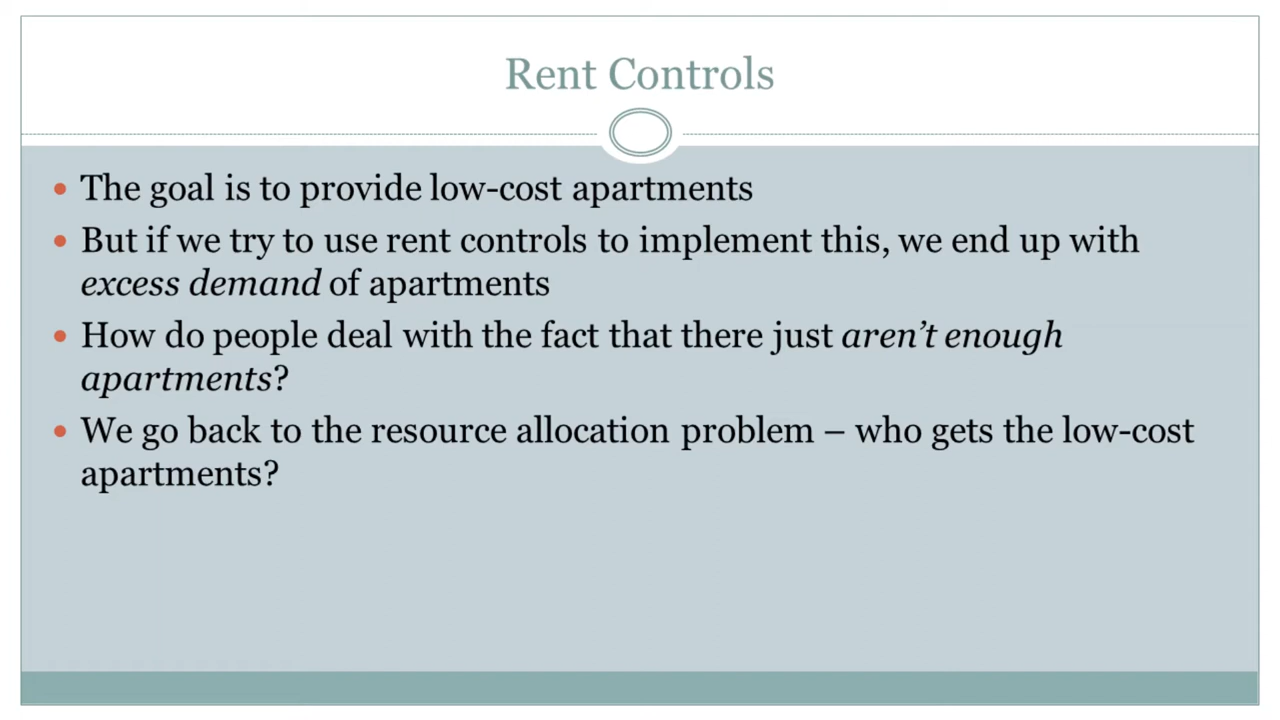 Rent Controls
• The goal is to provide low-cost apartments
• But if we try to use rent controls to implement this, we end up with
excess demand of apartments
• How do people deal with the fact that there just aren’t enough
apartments?
• We go back to the resource allocation problem – who gets the low-cost
apartments?